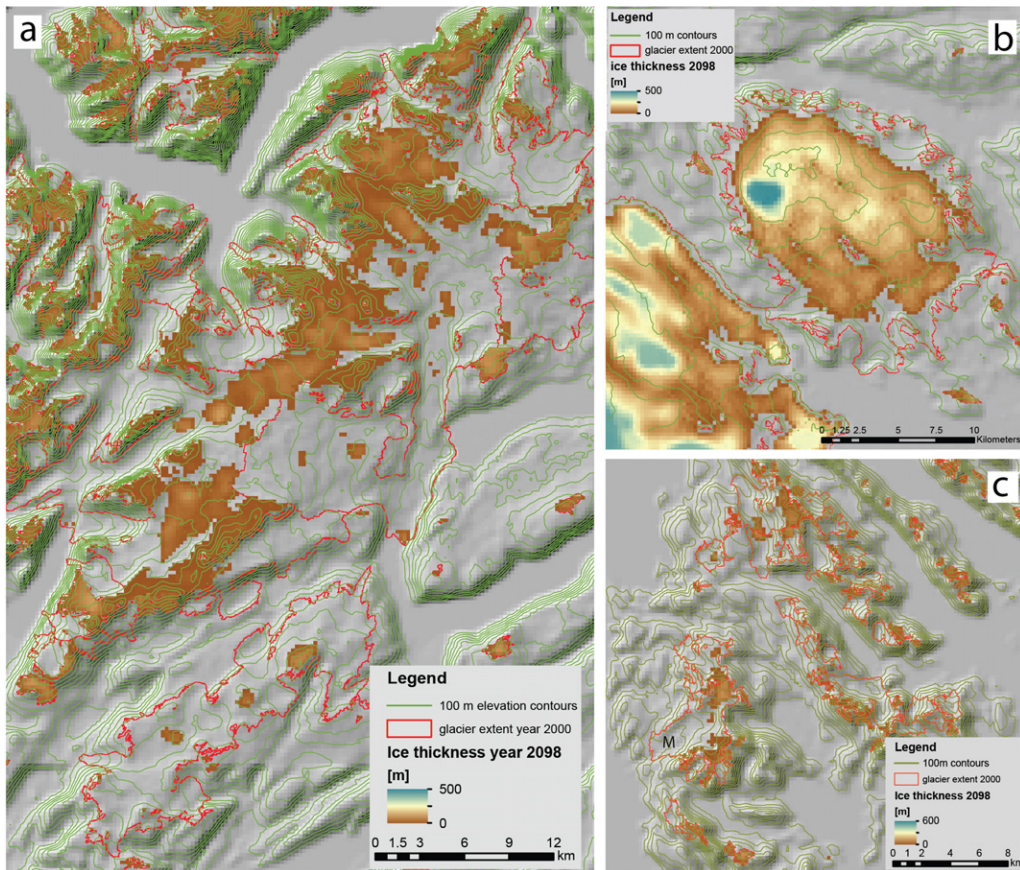 a
Legend
100 m elevation contours
glacier extent year 2000
Ice thickness year 2098
[m]
500
0
0 1.5 3 6 9 12
km
Legend
100 m contours
glacier extent 2000
ice thickness 2098
[m]
500
0
b
0 1.25 2.5 5 7.5 10
Kilometers
c
M
Legend
100m contours
glacier extent 2000
Ice thickness 2098
[m]
600
0
0 1 2 4 6 8
km